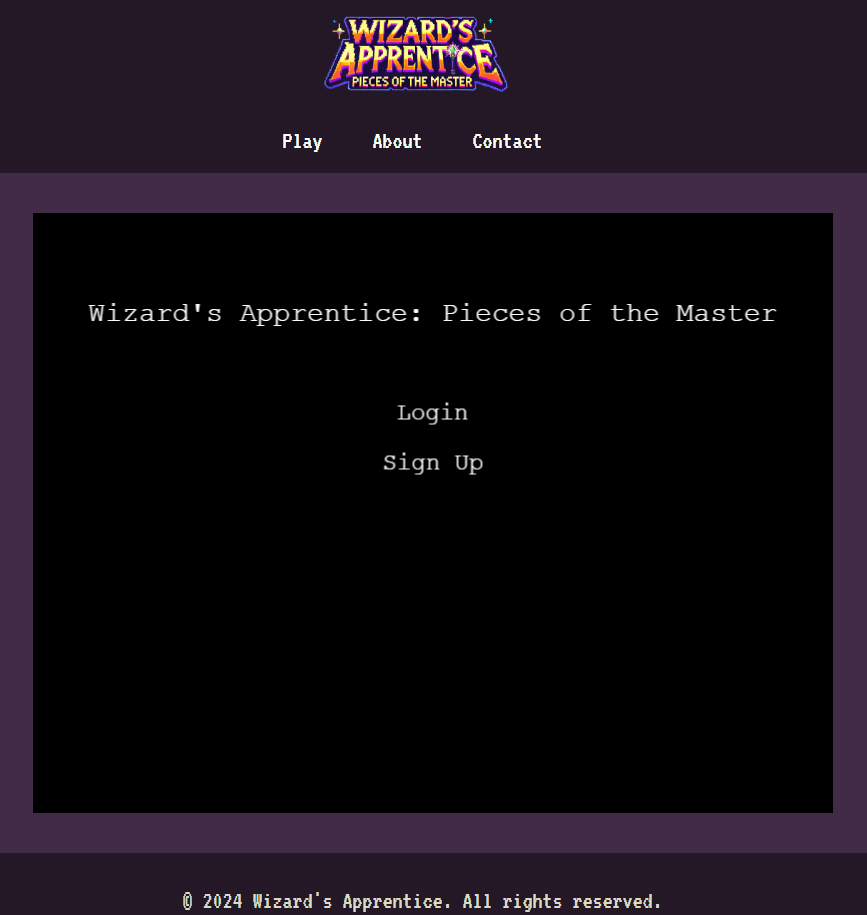 WIZARD'S
APPRENTICE
PIECES OF THE MASTER
Play About Contact
Wizard's Apprentice: Pieces of the Master
Login
Sign Up
© 2024 Wizard's Apprentice. All rights reserved.